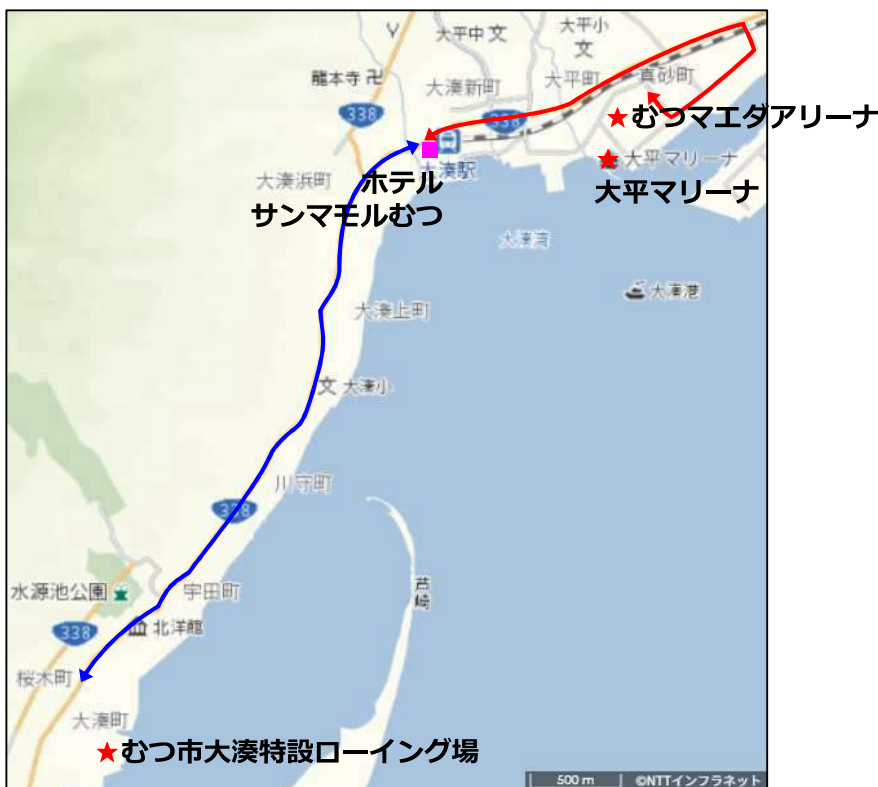 大平小
大平中 文
文
龍本寺 卍
大湊新町
大平町
真砂町
338
338
★むつマエダアリーナ
大平マリーナ
大平マリーナ
大湊駅
大湊浜町
ホテル
サンマモルむつ
大湊湾
大湊港
大湊上町
文 大湊小
川守町
338
芦崎
水源池公園
宇田町
338
北洋館
桜木町
大湊町
★むつ市大湊特設ローイング場
500 m
©NTTインフラネット